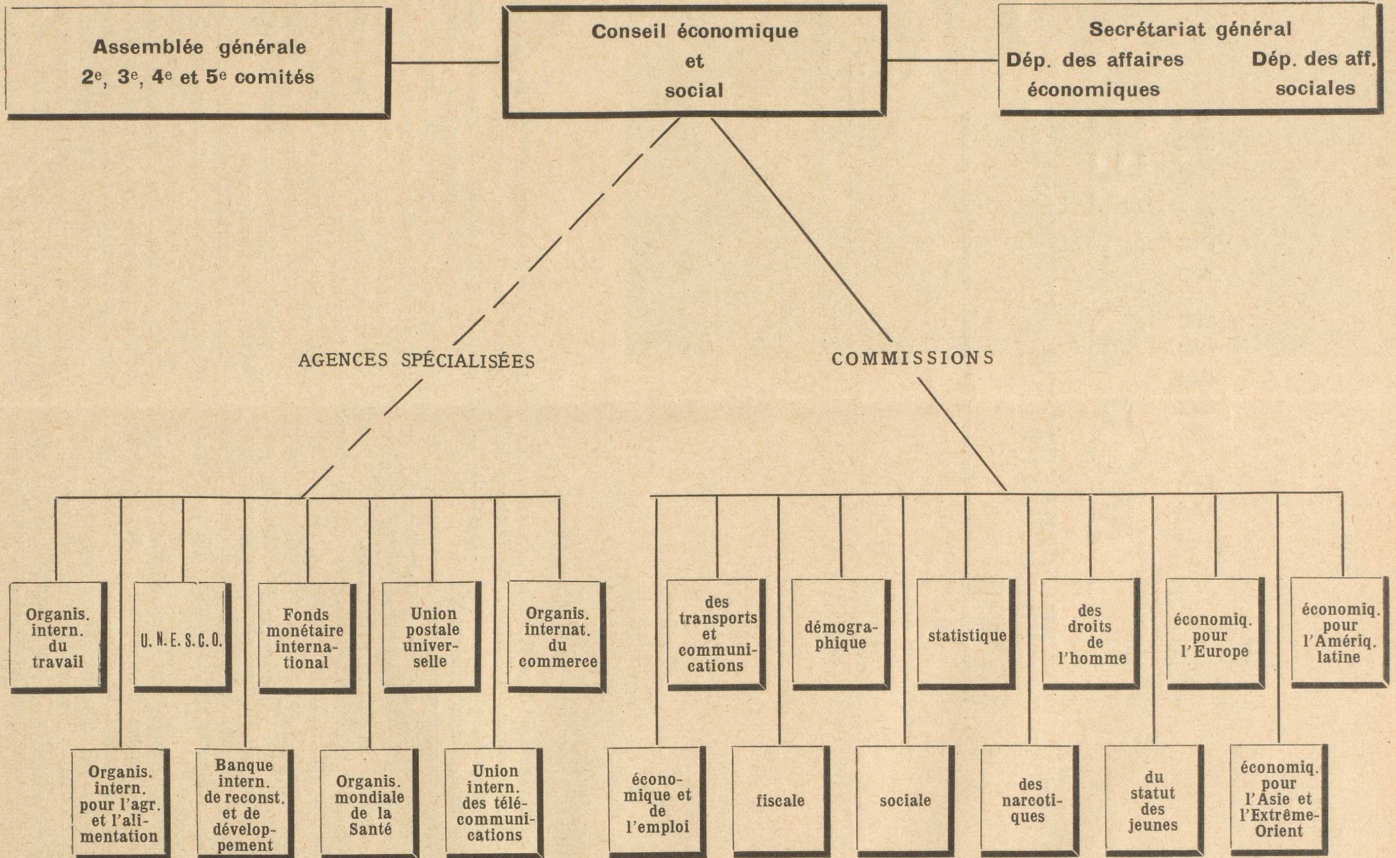 Assemblée générale
2e, 3e, 4e et 5e comités
Conseil économique
et
social
Secrétariat général
Dép. des affaires
économiques
Dép. des aff.
sociales
AGENCES SPÉCIALISÉES
COMMISSIONS
Organis.
intern.
du
travail
U. N. E. S. C. O.
Fonds
monétaire
interna-
tional
Union
postale
univer-
selle
Organis.
internat.
du
commerce
des
transports
et
communi-
cations
démogra-
phique
statistique
des
droits
de
l'homme
économiq.
pour
l'Europe
économiq.
pour
l'Amériq.
latine
Organis.
intern.
pour l'agr.
et l'ali-
mentation
Banque
intern.
de reconst.
et de
dévelop-
pement
Organis.
mondiale
de la
Santé
Union
intern.
des télé-
communi-
cations
écono-
mique et
de
l'emploi
fiscale
sociale
des
narcoti-
ques
du
statut
des
jeunes
économiq.
pour
l'Asie et
l'Extrême-
Orient